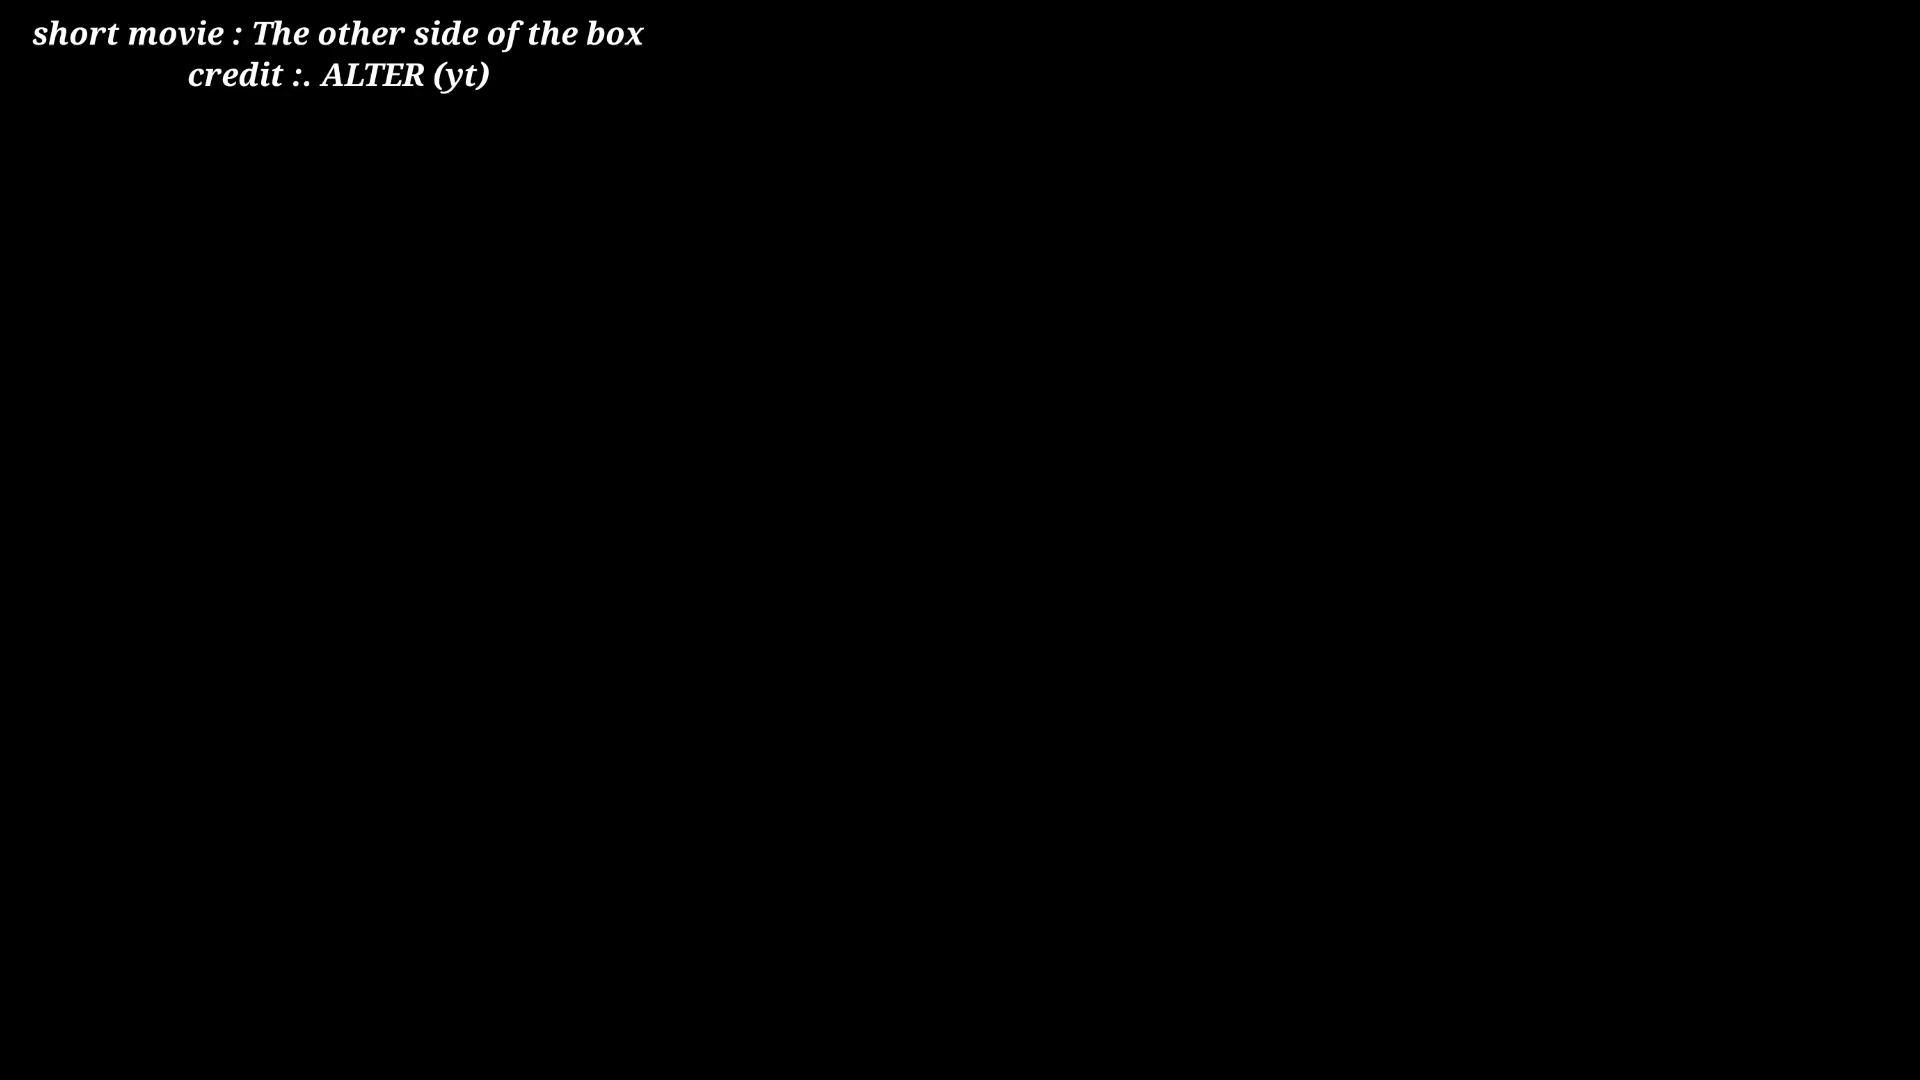 short movie : The other side of the box
credit :. ALTER (yt)